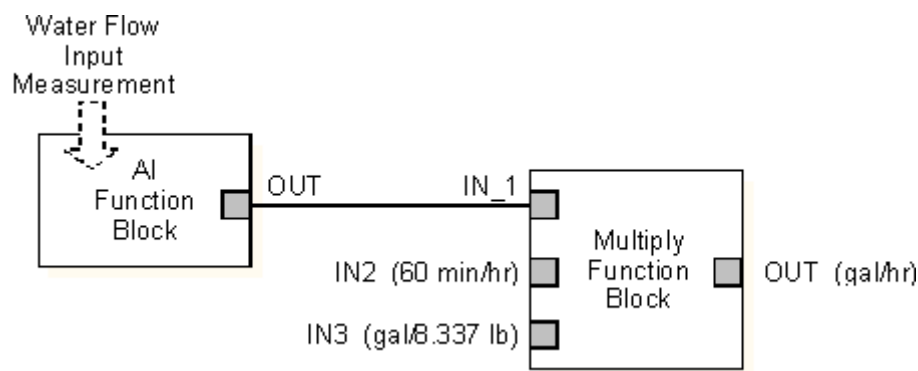 Water Flow
Input
Measurement
AI
Function
Block
OUT
IN_1
IN2 (60 min/hr)
IN3 (gal/8.337 lb)
Multiply
Function
Block
OUT (gal/hr)